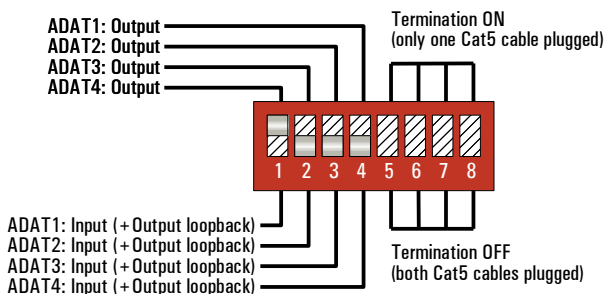 ADAT1: Output
ADAT2: Output
ADAT3: Output
ADAT4: Output
Termination ON
(only one Cat5 cable plugged)
1 2 3 4 5 6 7 8
ADAT1: Input (+Output loopback)
ADAT2: Input (+Output loopback)
ADAT3: Input (+Output loopback)
ADAT4: Input (+Output loopback)
Termination OFF
(both Cat5 cables plugged)